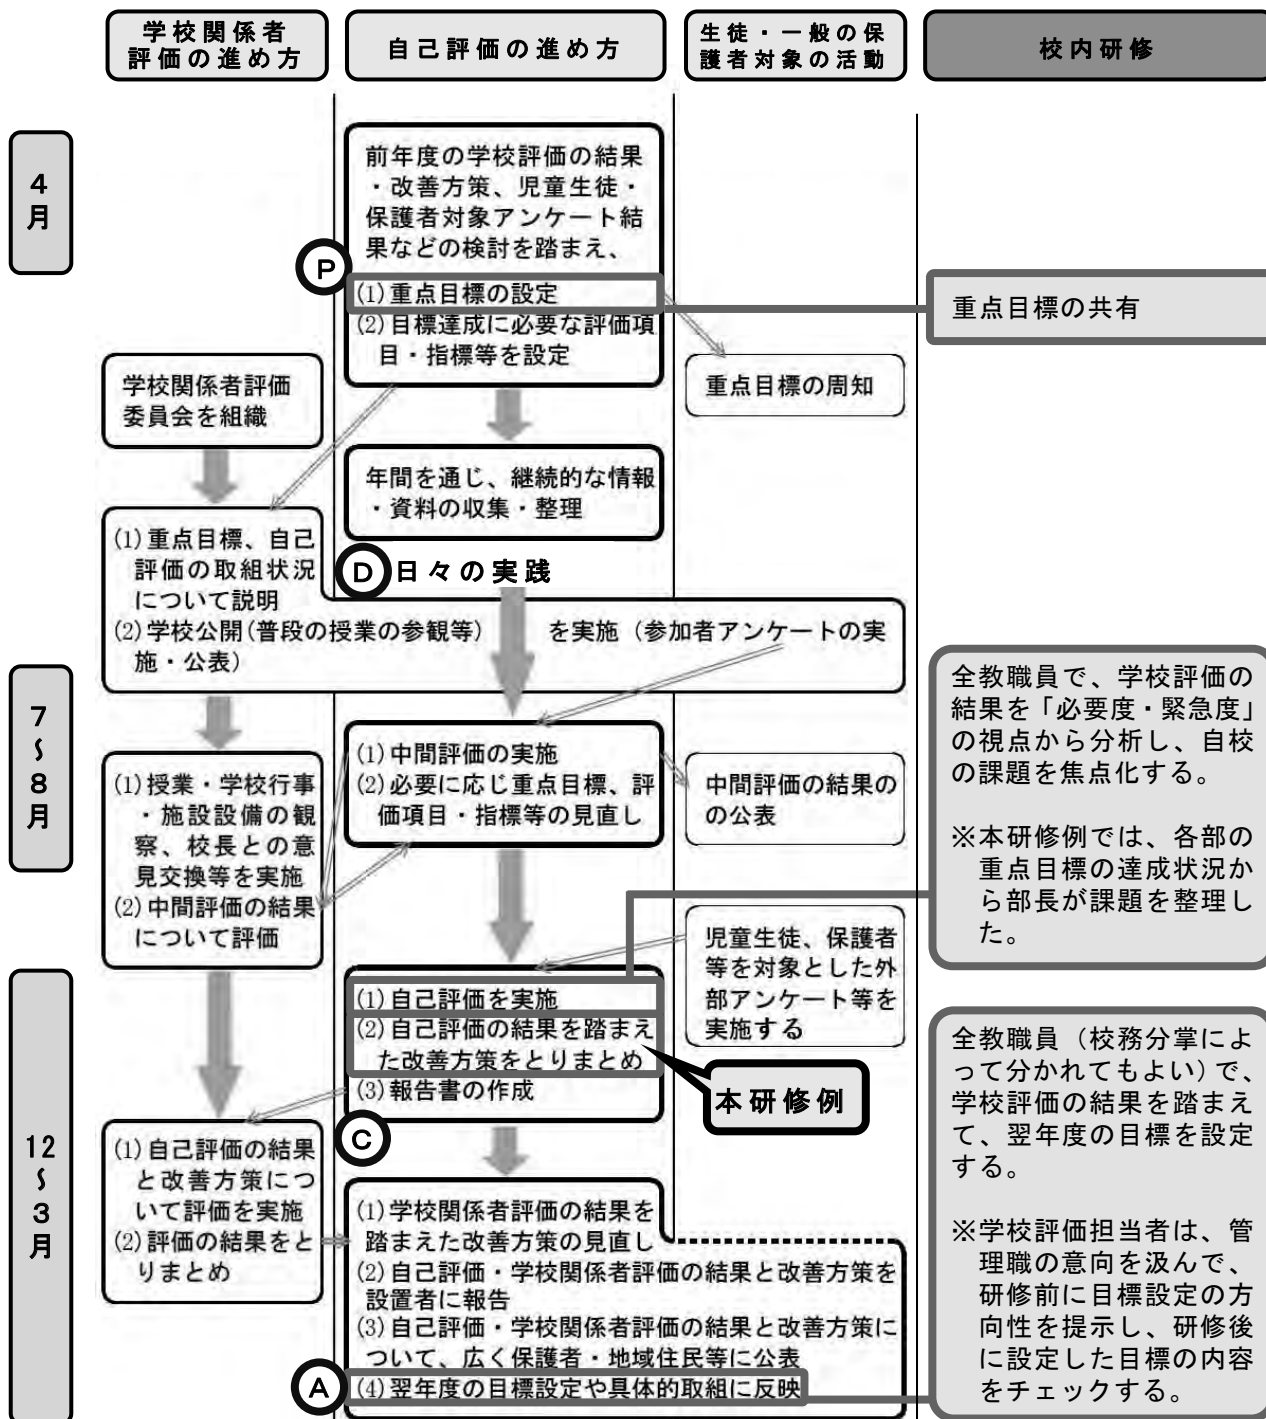 学校関係者
評価の進め方
自己評価の進め方
生徒・一般の保
護者対象の活動
校内研修
4
月
前年度の学校評価の結果
・改善方策、児童生徒・
保護者対象アンケート結
果などの検討を踏まえ、
P
(1)重点目標の設定
(2)目標達成に必要な評価項
目・指標等を設定
重点目標の共有
学校関係者評価
委員会を組織
重点目標の周知
年間を通じ、継続的な情報
・資料の収集・整理
(1)重点目標、自己
評価の取組状況
について説明
D 日々の実践
(2)学校公開(普段の授業の参観等) を実施（参加者アンケートの実
施・公表）
7
〜
8
月
(1)授業・学校行事
・施設設備の観
察、校長との意
見交換等を実施
(2)中間評価の結果
について評価
(1)中間評価の実施
(2)必要に応じ重点目標、評
価項目・指標等の見直し
中間評価の結果の
の公表
全教職員で、学校評価の
結果を「必要度・緊急度」
の視点から分析し、自校
の課題を焦点化する。
※本研修例では、各部の
重点目標の達成状況か
ら部長が課題を整理し
た。
12
〜
3
月
児童生徒、保護者
等を対象とした外
部アンケート等を
実施する
(1)自己評価を実施
(2)自己評価の結果を踏まえ
た改善方策をとりまとめ
(3)報告書の作成
本研修例
C
(1)自己評価の結果
と改善方策につ
いて評価を実施
(2)評価の結果をと
りまとめ
(1)学校関係者評価の結果を
踏まえた改善方策の見直し
(2)自己評価・学校関係者評価の結果と改善方策を
設置者に報告
(3)自己評価・学校関係者評価の結果と改善方策に
ついて、広く保護者・地域住民等に公表
A
(4)翌年度の目標設定や具体的取組に反映
全教職員（校務分掌によ
って分かれてもよい）で、
学校評価の結果を踏まえ
て、翌年度の目標を設定
する。
※学校評価担当者は、管
理職の意向を汲んで、
研修前に目標設定の方
向性を提示し、研修後
に設定した目標の内容
をチェックする。